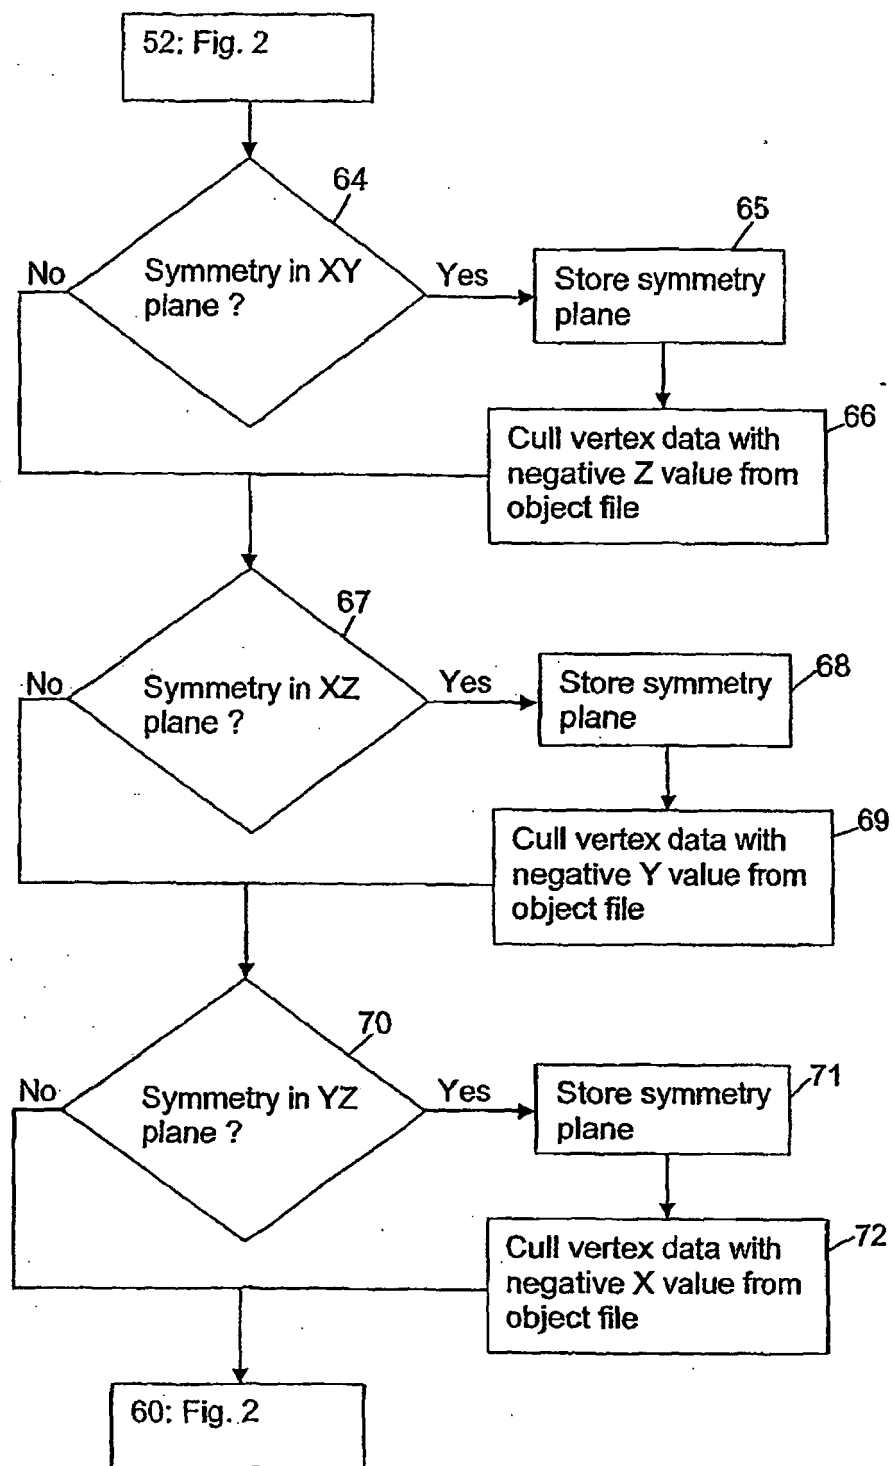 52: Fig. 2
64
No
Symmetry in XY
plane ?
Yes
65
Store symmetry
plane
66
Cull vertex data with
negative Z value from
object file
67
No
Symmetry in XZ
plane ?
Yes
68
Store symmetry
plane
69
Cull vertex data with
negative Y value from
object file
70
No
Symmetry in YZ
plane ?
Yes
71
Store symmetry
plane
72
Cull vertex data with
negative X value from
object file
60: Fig. 2